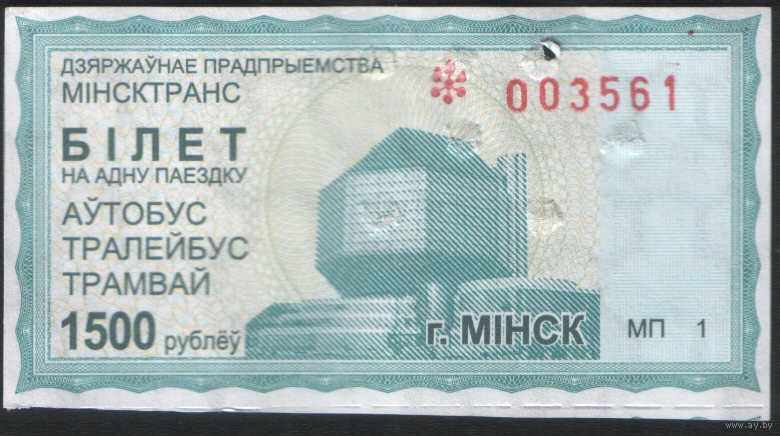 ДЗЯРЖАЎНАЕ ПРАДПРЫЕМСТВА
МІНСКТРАНС
003561
БІЛЕТ
НА АДНУ ПАЕЗДКУ
АЎТОБУС
ТРАЛЕЙБУС
ТРАМВАЙ
1500 рублёў
г. МІНСК
МП 1
www.ay.by